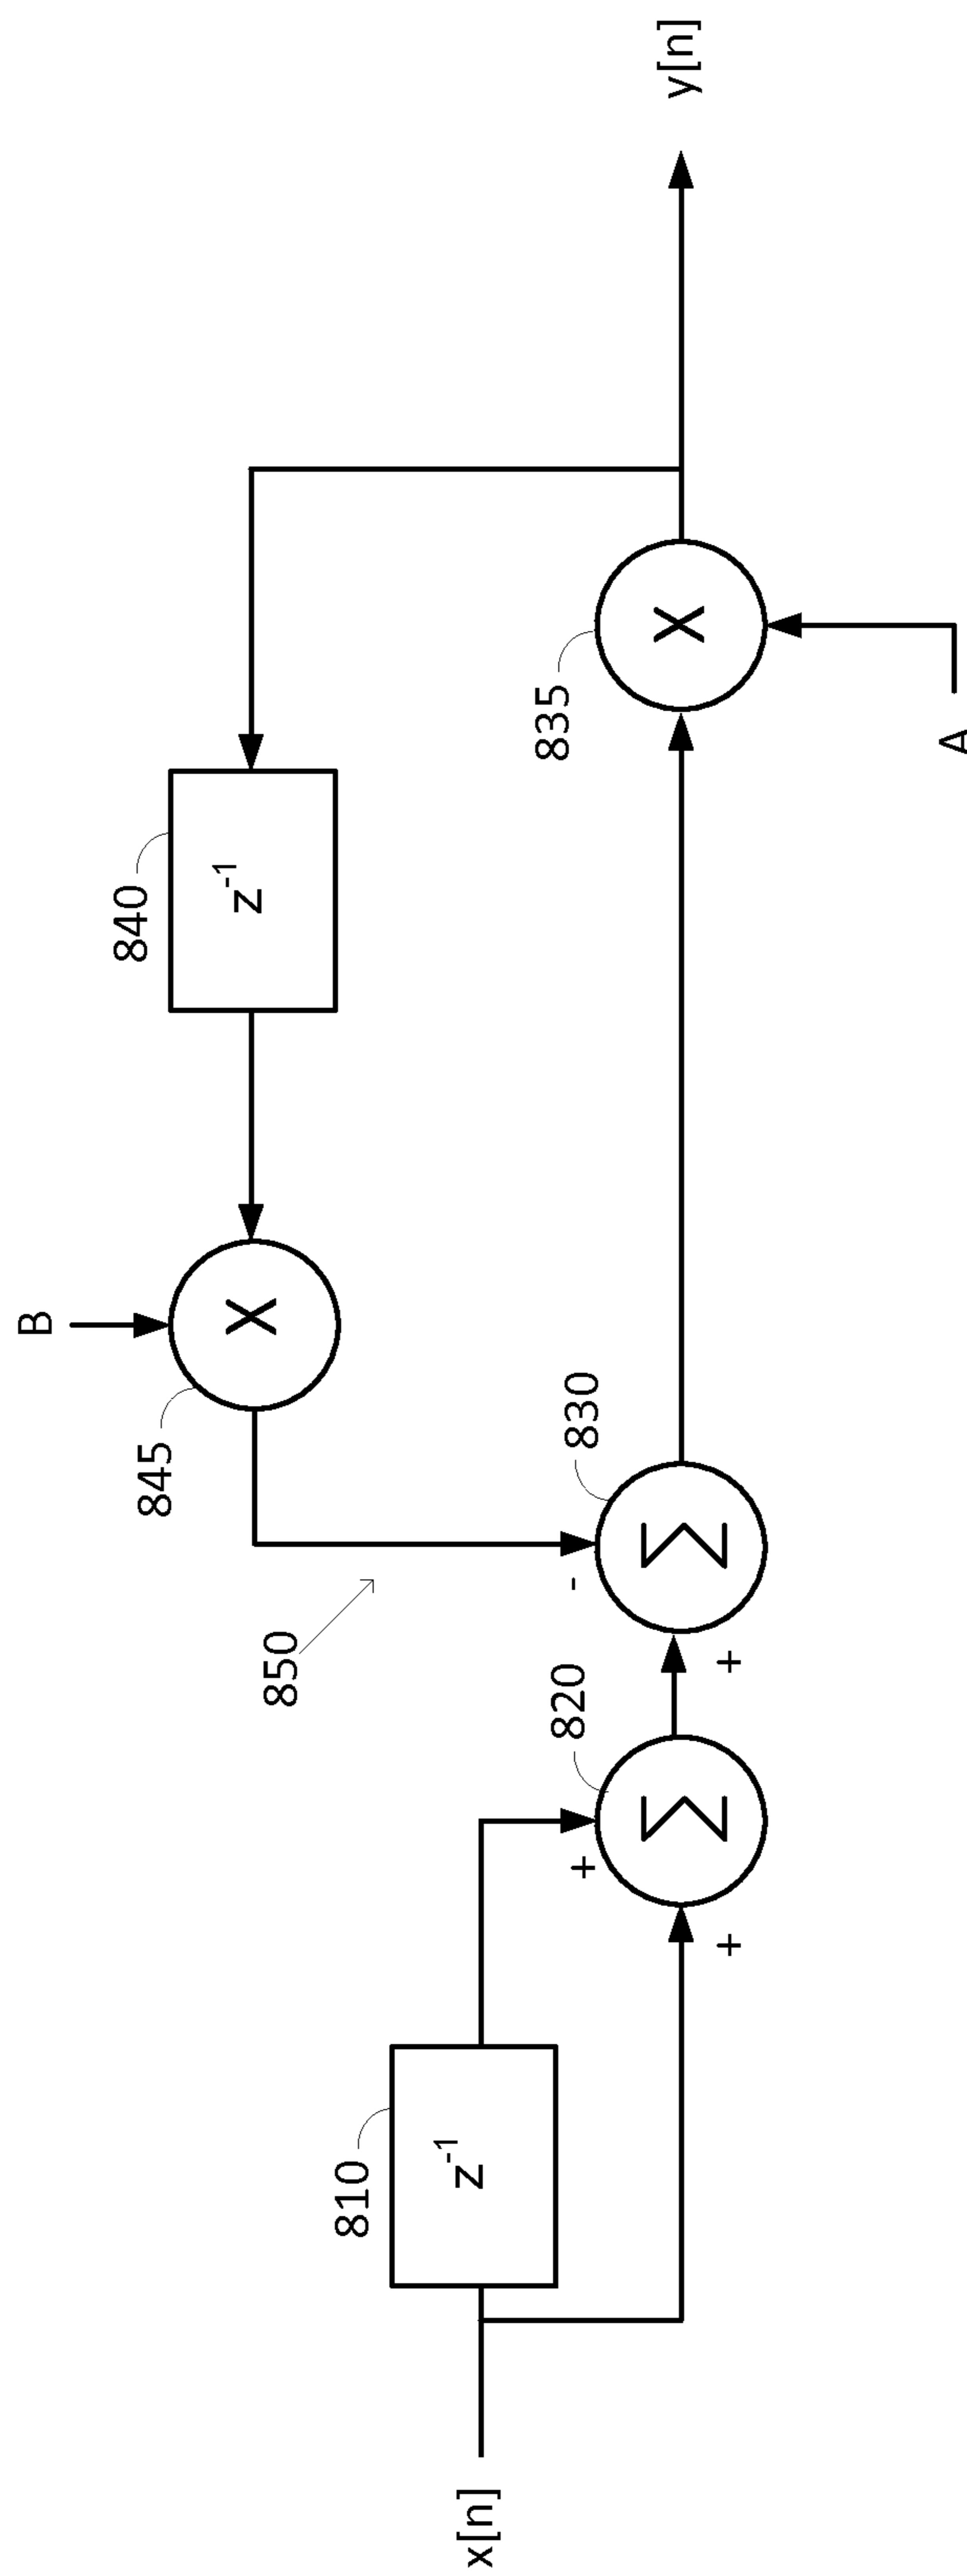 B
845
840
z⁻¹
X
850
810
z⁻¹
x[n]
+
820
Σ
+
-
830
Σ
+
835
X
y[n]
+
A